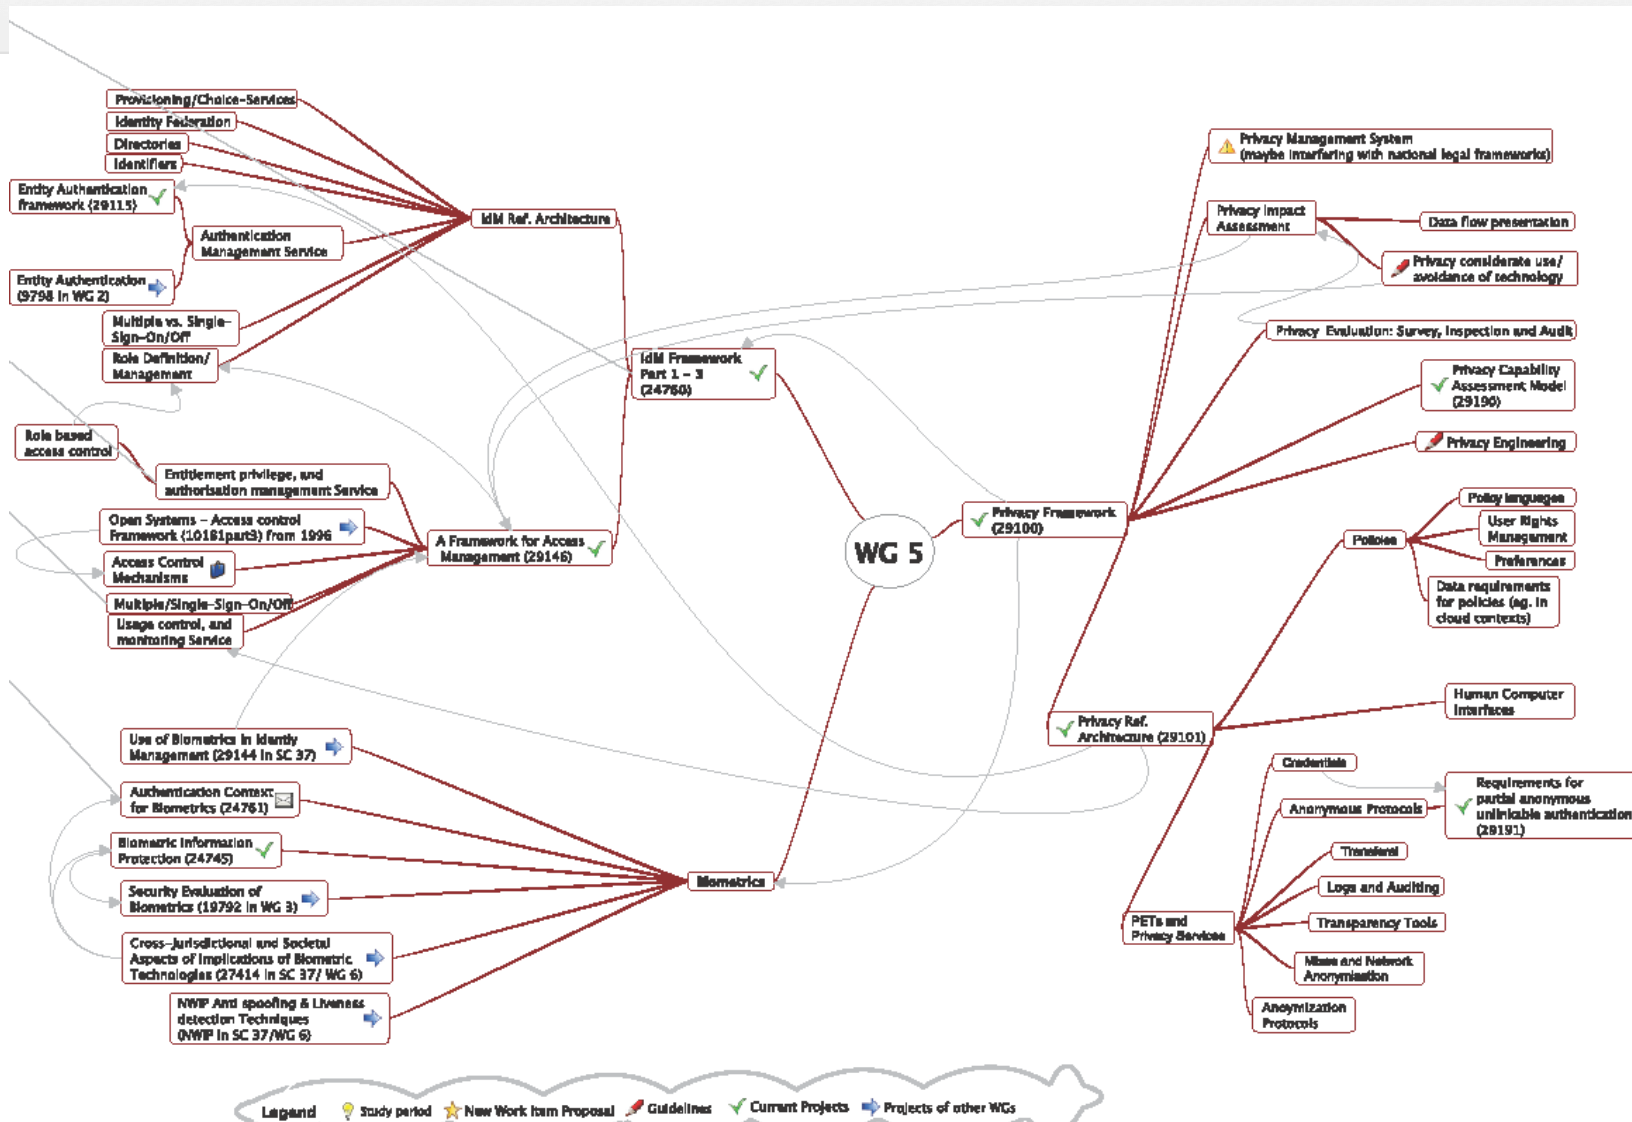 Provisioning/Choice-Services
Identity Federation
Directories
Identifiers
Entity Authentication
framework (29115)
Authentication
Management Service
Entity Authentication
(9798 in WG 2)
Multiple vs. Single-
Sign-On/Off
Role Definition/
Management
IdM Ref. Architecture
IdM Framework
Part 1 - 3
(24760)
Role based
access control
Entitlement privilege, and
authorisation management Service
Open Systems - Access control
Framework (10181part3) from 1996
Access Control
Mechanisms
Multiple/Single-Sign-On/Off
Usage control, and
monitoring Service
A Framework for Access
Management (29146)
WG 5
Use of Biometrics in Identiy
Management (29144 in SC 37)
Authentication Context
for Biometrics (24761)
Biometric Information
Protection (24745)
Security Evaluation of
Biometrics (19792 in WG 3)
Cross-Jurisdictional and Societal
Aspects of Implications of Biometric
Technologies (27414 in SC 37/ WG 6)
NWIP Anti spoofing & Liveness
detection Techniques
(NWIP in SC 37/WG 6)
Biometrics
Privacy Management System
(maybe interfering with national legal frameworks)
Privacy Impact
Assessment
Data flow presentation
Privacy considerate use/
avoidance of technology
Privacy Evaluation: Survey, Inspection and Audit
Privacy Capability
Assessment Model
(29190)
Privacy Engineering
Privacy Framework
(29100)
Policies
Policy languages
User Rights
Management
Preferences
Data requirements
for policies (eg. in
cloud contexts)
Privacy Ref.
Architecture (29101)
Human Computer
Interfaces
Credentials
Anonymous Protocols
Requirements for
partial anonymous
unlinkable authentication
(29191)
Transferal
Logs and Auditing
PETs and
Privacy Services
Transparency Tools
Mixes and Network
Anonymisation
Anoymization
Protocols
Legend
Study period
New Work Item Proposal
Guidelines
Current Projects
Projects of other WGs